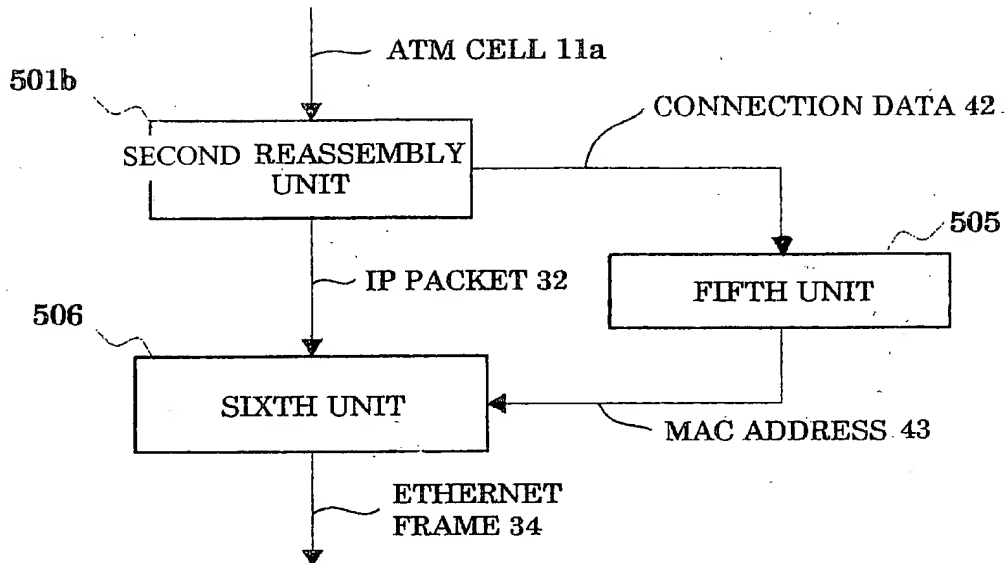 ATM CELL 11a
501b
CONNECTION DATA 42
SECOND REASSEMBLY
UNIT
505
IP PACKET 32
FIFTH UNIT
506
SIXTH UNIT
MAC ADDRESS 43
ETHERNET
FRAME 34